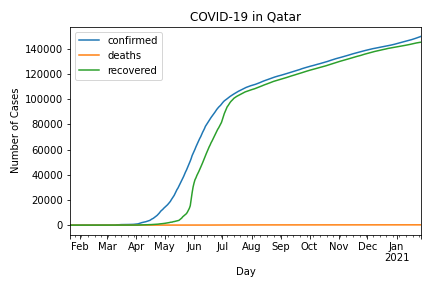 COVID-19 in Qatar
confirmed
deaths
recovered
Number of Cases
140000
120000
100000
80000
60000
40000
20000
0
Feb Mar Apr May Jun Jul Aug Sep Oct Nov Dec Jan
2021
Day